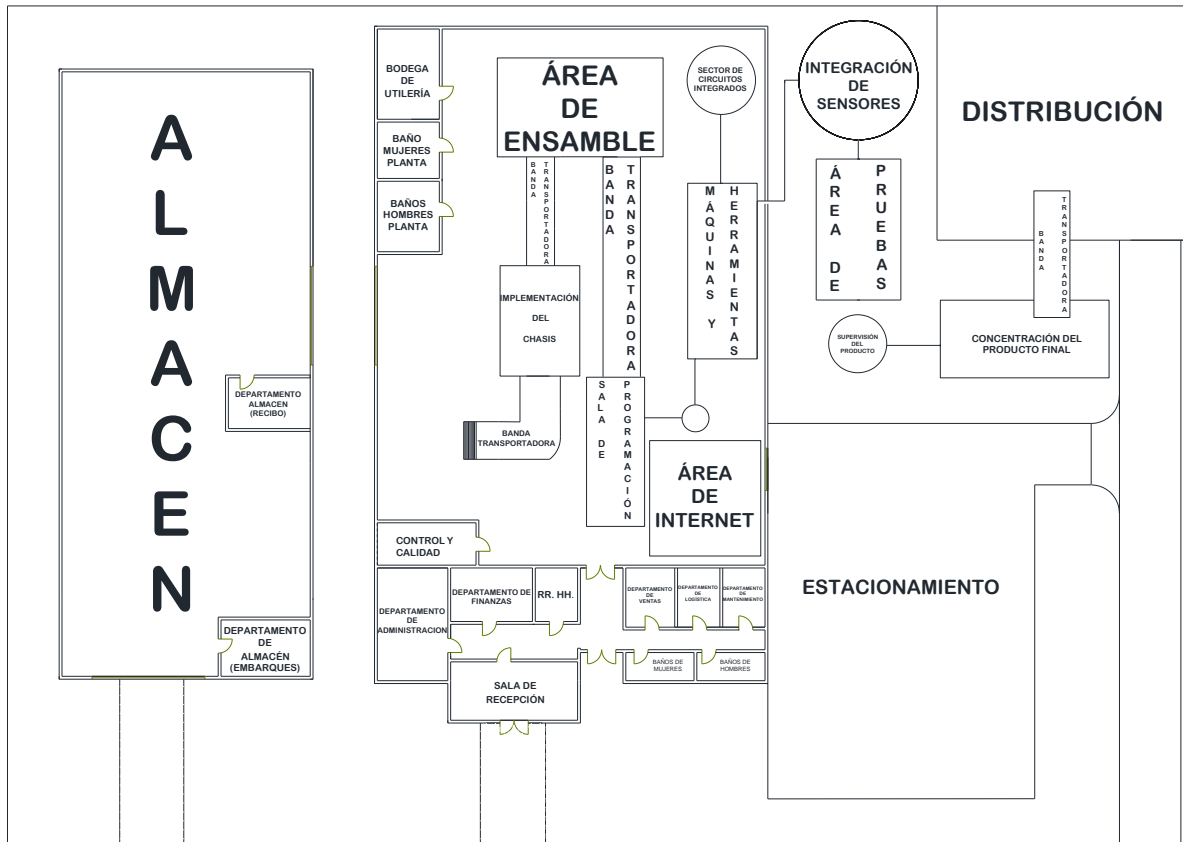 ALMACEN
DEPARTAMENTO
ALMACEN
(RECIBO)
DEPARTAMENTO
DE
ALMACÉN
(EMBARQUES)
BODEGA
DE
UTILERÍA
BAÑO
MUJERES
PLANTA
BAÑOS
HOMBRES
PLANTA
ÁREA
DE
ENSAMBLE
BANDA
TRANSPORTADORA
BANDA
TRANSPORTADORA
IMPLEMENTACIÓN
DEL
CHASIS
BANDA
TRANSPORTADORA
SALA DE
PROGRAMACIÓN
SECTOR DE
CIRCUITOS
INTEGRADOS
MÁQUINAS Y
HERRAMIENTAS
ÁREA
DE
INTERNET
INTEGRACIÓN
DE
SENSORES
ÁREA DE
PRUEBAS
SUPERVISIÓN
DEL
PRODUCTO
DISTRIBUCIÓN
BANDA
TRANSPORTADORA
CONCENTRACIÓN DEL
PRODUCTO FINAL
CONTROL Y
CALIDAD
DEPARTAMENTO
DE
ADMINISTRACION
DEPARTAMENTO DE
FINANZAS
RR. HH.
DEPARTAMENTO
DE
VENTAS
DEPARTAMENTO
DE
LOGÍSTICA
DEPARTAMENTO
DE
MANTENIMIENTO
BAÑOS DE
MUJERES
BAÑOS DE
HOMBRES
SALA DE
RECEPCIÓN
ESTACIONAMIENTO